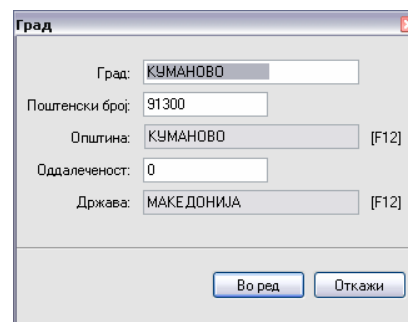 Град
Град: КУМАНОВО
Поштенски број: 91300
Општина: КУМАНОВО [F12]
Оддалеченост: 0
Држава: МАКЕДОНИЈА [F12]
Во ред Откажи